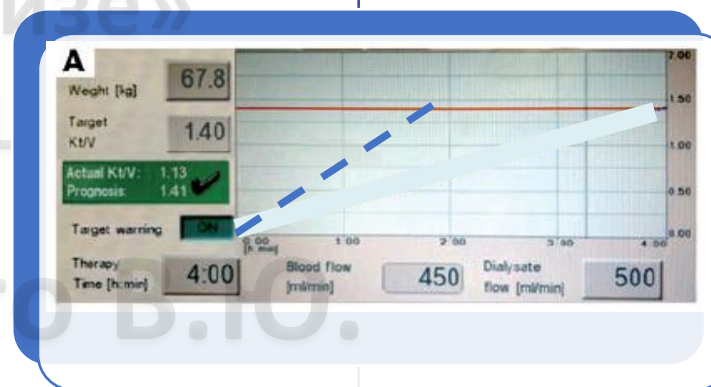 изе»
A
Weight [kg]
67.8
2.00
1.50
1.00
0.50
0.00
Target
Kt/V
1.40
Actual Kt/V: 1.13
Prognosis: 1.41
Target warning
ON
0:00 1:00 2:00 3:00 4:00
[h:min]
Therapy
Time [h:min]
4:00
Blood flow
[ml/min]
450
Dialysate
flow [ml/min]
500
о В.Ю.